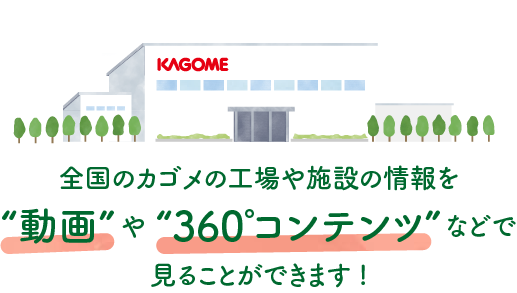 KAGOME
全国のカゴメの工場や施設の情報を
“動画”や“360°コンテンツ”などで
見ることができます！